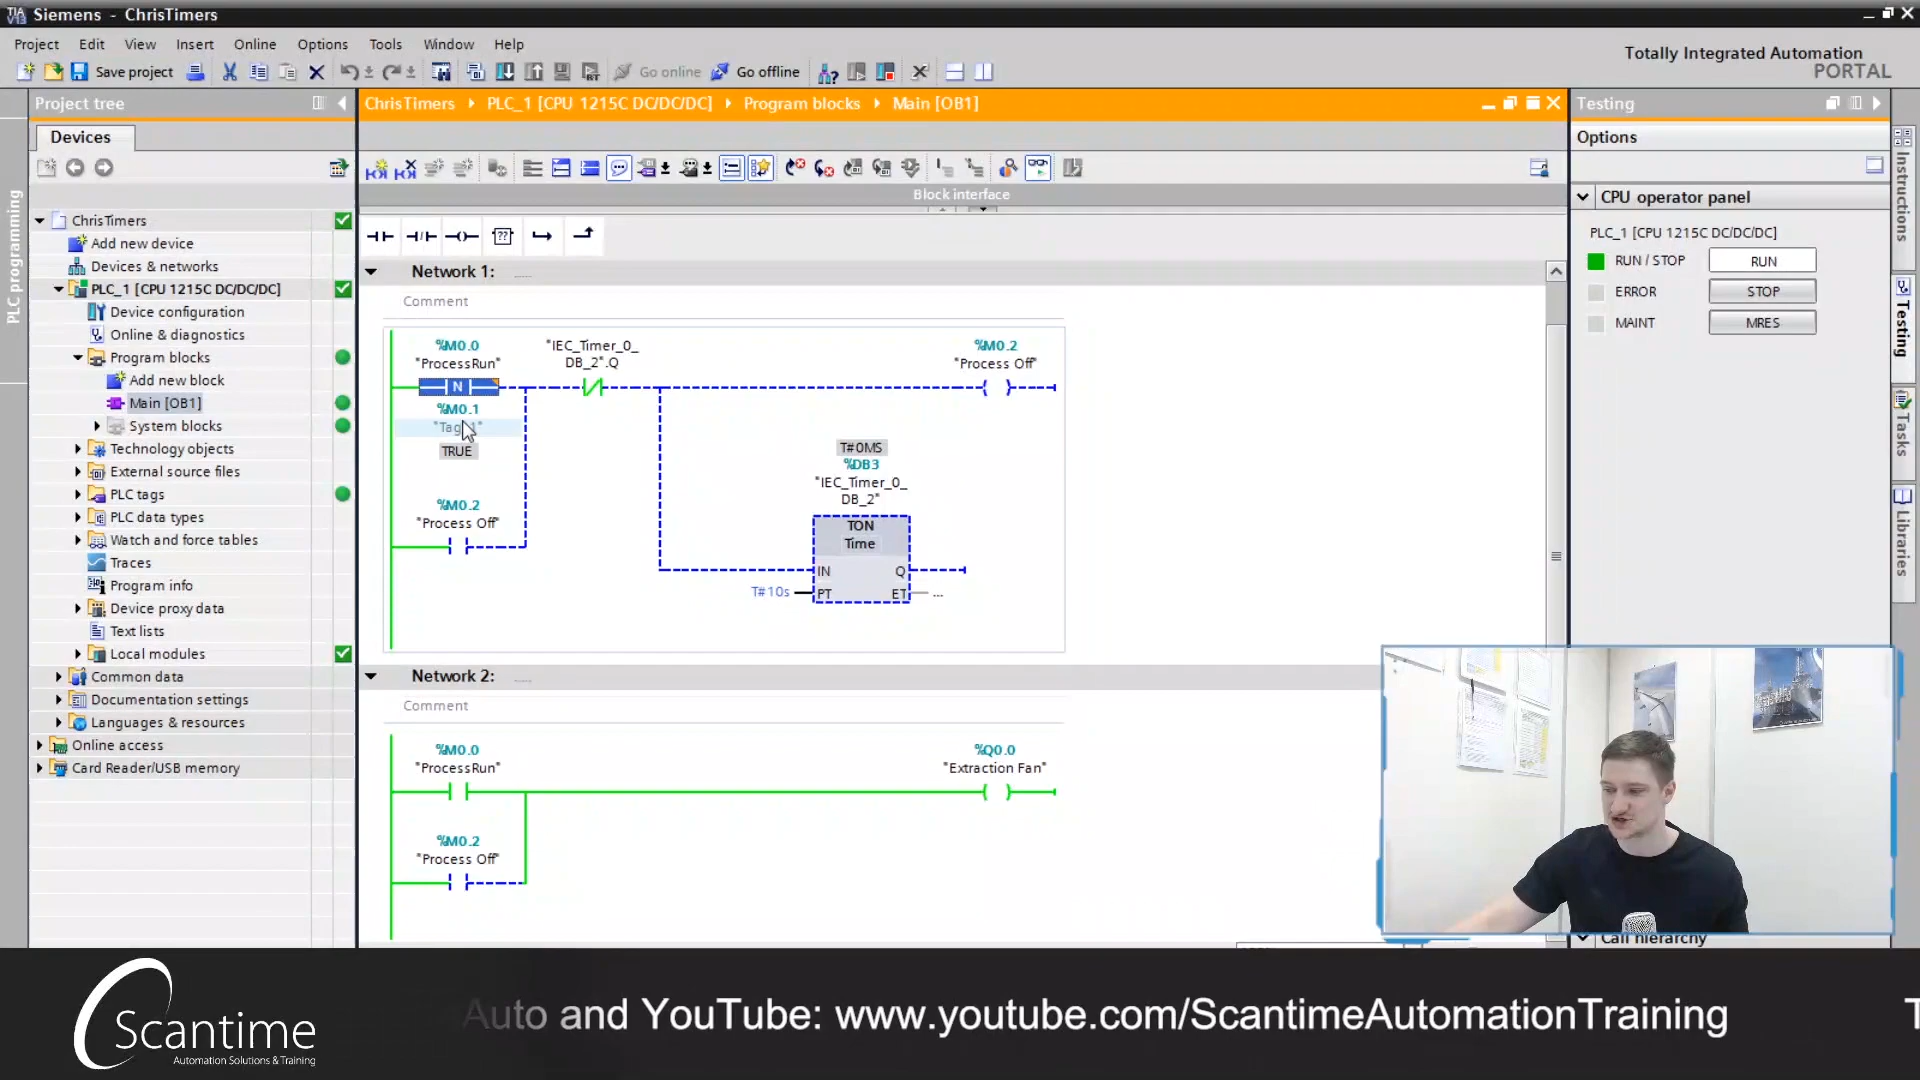 Siemens - ChrisTimers
Project Edit View Insert Online Options Tools Window Help
Totally Integrated Automation
PORTAL
Save project
Go online
Go offline
Project tree
ChrisTimers PLC_1 [CPU 1215C DC/DC/DC] Program blocks Main [OB1]
Testing
Devices
Options
PLC programming
Block interface
CPU operator panel
ChrisTimers
Add new device
Devices & networks
PLC_1 [CPU 1215C DC/DC/DC]
Device configuration
Online & diagnostics
Program blocks
Add new block
Main [OB1]
System blocks
Technology objects
External source files
PLC tags
PLC data types
Watch and force tables
Traces
Program info
Device proxy data
Text lists
Local modules
Common data
Documentation settings
Languages & resources
Online access
Card Reader/USB memory
Network 1: .....
Comment
%M0.0
"ProcessRun"
N
%M0.1
TRUE
"IEC_Timer_0_
DB_2".Q
%M0.2
"Process Off"
%M0.2
"Process Off"
T#0MS
%DB3
"IEC_Timer_0_
DB_2"
TON
Time
IN Q
T#10s PT ET ...
Network 2: .....
Comment
%M0.0
"ProcessRun"
%Q0.0
"Extraction Fan"
%M0.2
"Process Off"
PLC_1 [CPU 1215C DC/DC/DC]
RUN / STOP RUN
ERROR STOP
MAINT MRES
Call hierarchy
Instructions
Testing
Tasks
Libraries
Scantime
Automation Solutions & Training
Auto and YouTube: www.youtube.com/ScantimeAutomationTraining